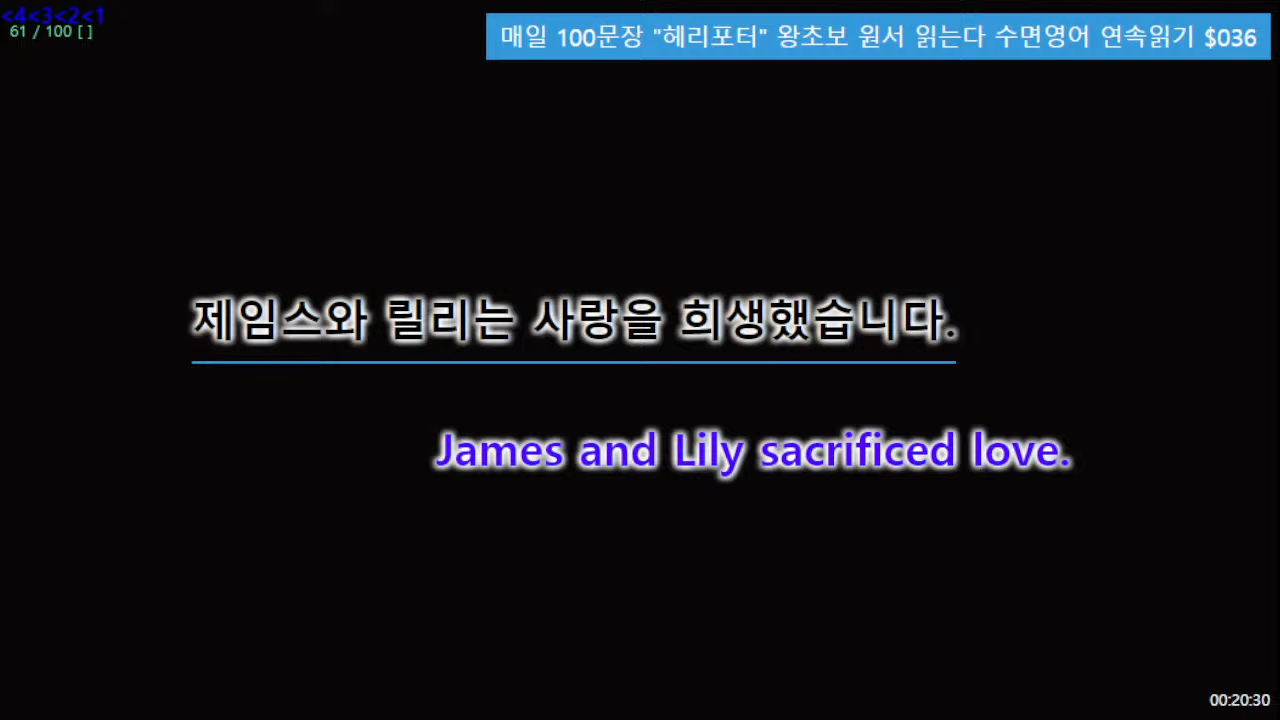 <4<3<2<1
61 / 100 [ ]
매일 100문장 "헤리포터" 왕초보 원서 읽는다 수면영어 연속읽기 $036
제임스와 릴리는 사랑을 희생했습니다.
James and Lily sacrificed love.
00:20:30